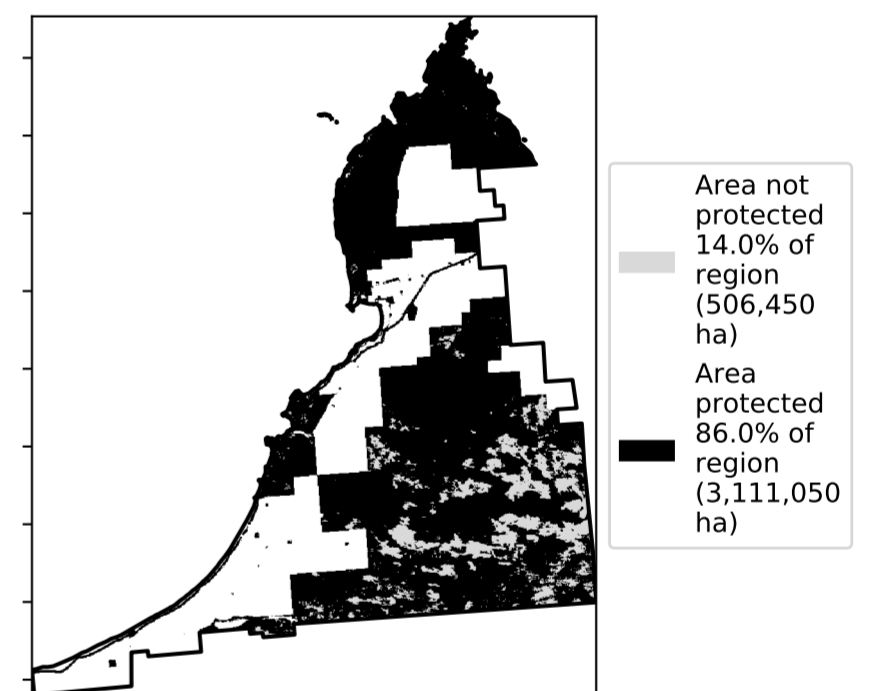 Area not
protected
14.0% of
region
(506,450
ha)
Area
protected
86.0% of
region
(3,111,050
ha)